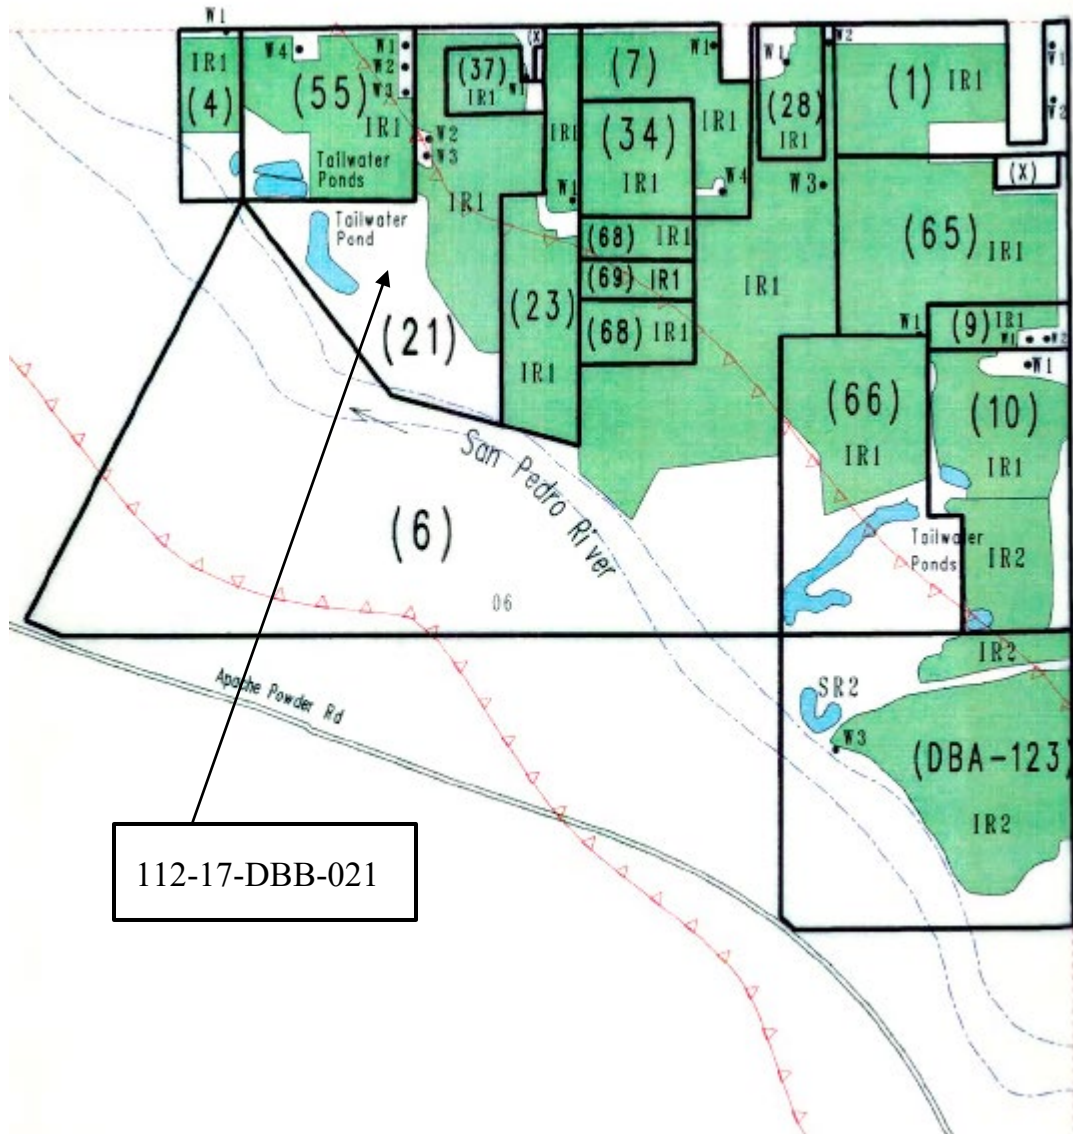 W1
IR1
(4)
W4
W1
W2
W3
(55)
IR1
Tailwater
Ponds
W2
W3
IR1
(37)
IR1
W1
(X)
IR1
W1
(7)
W1
IR1
W4
(34)
IR1
(68) IR1
(69) IR1
(68) IR1
W1
(28)
IR1
W2
W3
(1) IR1
W1
W2
(X)
(65) IR1
IR1
W1
(9) IR1
W1 W2
W1
(10)
IR1
IR2
(66)
IR1
Tailwater
Ponds
Tailwater
Pond
(21)
(23)
IR1
San Pedro River
(6)
06
IR2
SR2
W3
(DBA-123)
IR2
Apache Powder Rd
112-17-DBB-021